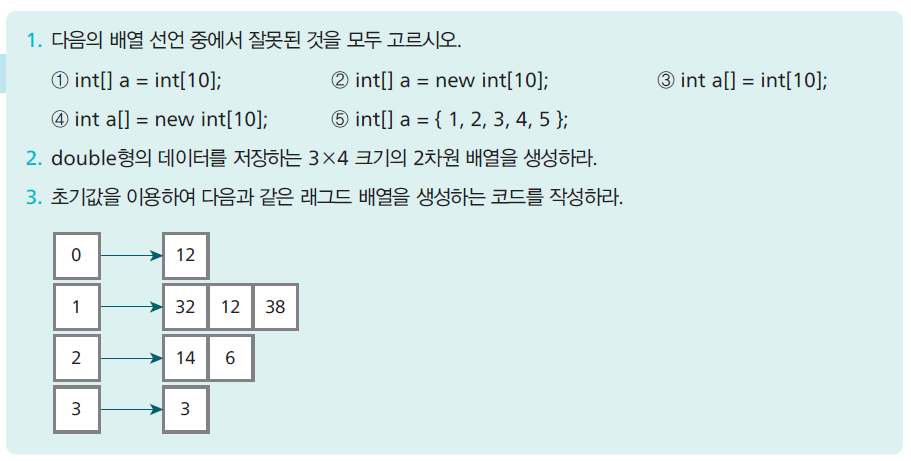 1. 다음의 배열 선언 중에서 잘못된 것을 모두 고르시오.
① int[] a = int[10]; ② int[] a = new int[10]; ③ int a[] = int[10];
④ int a[] = new int[10]; ⑤ int[] a = { 1, 2, 3, 4, 5 };
2. double형의 데이터를 저장하는 3×4 크기의 2차원 배열을 생성하라.
3. 초기값을 이용하여 다음과 같은 래그드 배열을 생성하는 코드를 작성하라.
0 12
1 32 12 38
2 14 6
3 3